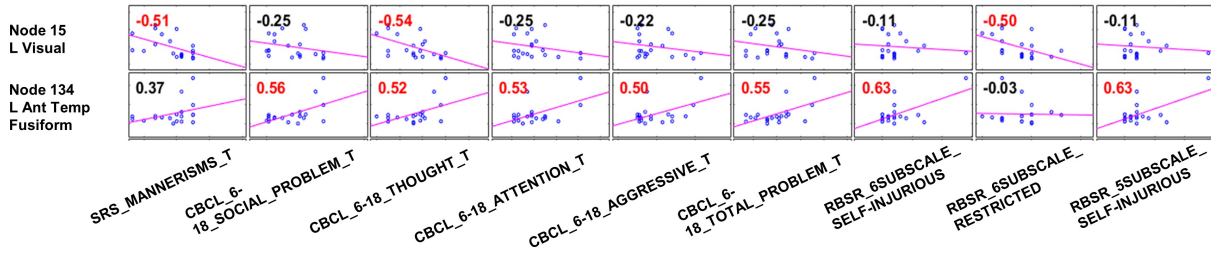 Node 15
L Visual
-0.51 -0.25 -0.54 -0.25 -0.22 -0.25 -0.11 -0.50 -0.11
Node 134
L Ant Temp
Fusiform
0.37 0.56 0.52 0.53 0.50 0.55 0.63 -0.03 0.63
SRS_MANNERISMS_T
CBCL_6-
18_SOCIAL_PROBLEM_T
CBCL_6-18_THOUGHT_T
CBCL_6-18_ATTENTION_T
CBCL_6-18_AGGRESSIVE_T
CBCL_6-
18_TOTAL_PROBLEM_T
RBSR_6SUBSCALE_
SELF-INJURIOUS
RBSR_6SUBSCALE_
RESTRICTED
RBSR_5SUBSCALE_
SELF-INJURIOUS